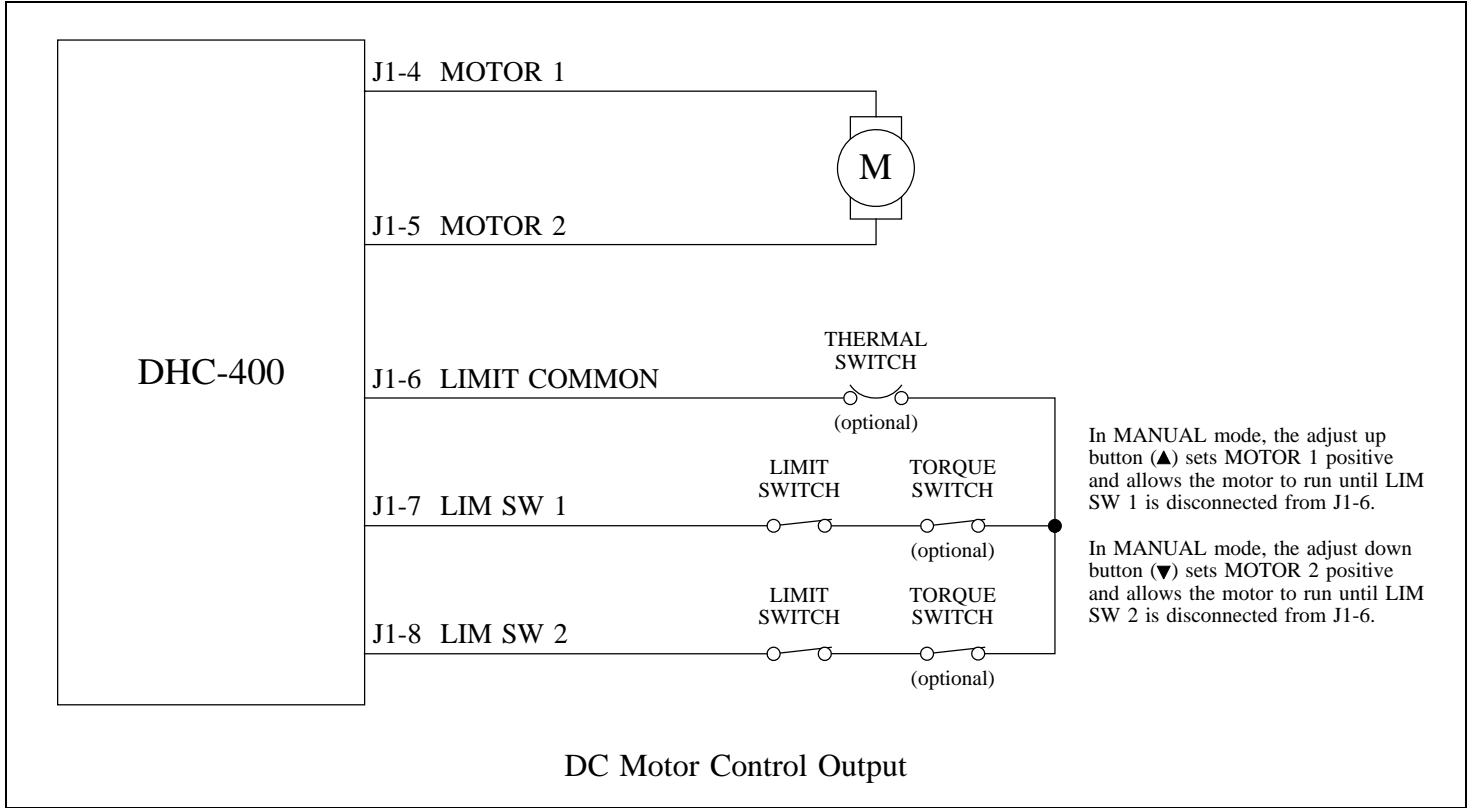 J1-4 MOTOR 1
M
J1-5 MOTOR 2
DHC-400
THERMAL
SWITCH
J1-6 LIMIT COMMON
(optional)
LIMIT
SWITCH
TORQUE
SWITCH
J1-7 LIM SW 1
(optional)
LIMIT
SWITCH
TORQUE
SWITCH
J1-8 LIM SW 2
(optional)
In MANUAL mode, the adjust up
button (▲) sets MOTOR 1 positive
and allows the motor to run until LIM
SW 1 is disconnected from J1-6.
In MANUAL mode, the adjust down
button (▼) sets MOTOR 2 positive
and allows the motor to run until LIM
SW 2 is disconnected from J1-6.
DC Motor Control Output